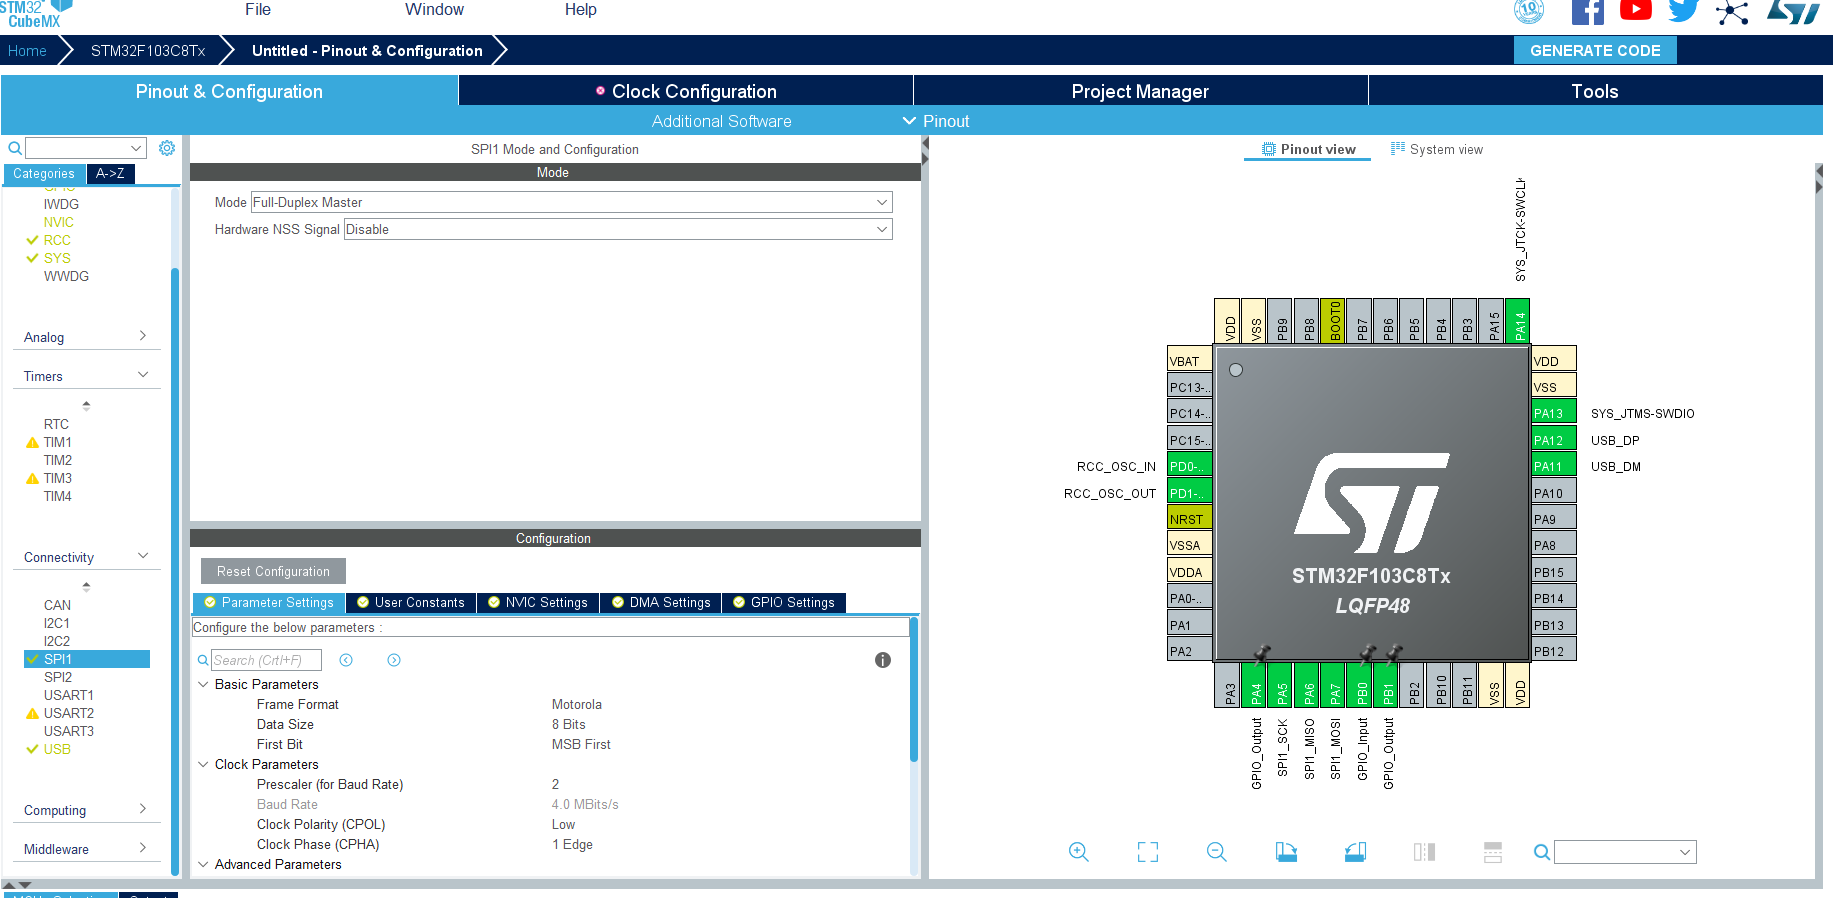 STM32
CubeMX
File
Window
Help
10
Home
STM32F103C8Tx
Untitled - Pinout & Configuration
GENERATE CODE
Pinout & Configuration
Clock Configuration
Project Manager
Tools
Additional Software
Pinout
Categories
A->Z
GPIO
IWDG
NVIC
RCC
SYS
WWDG
Analog
Timers
RTC
TIM1
TIM2
TIM3
TIM4
Connectivity
CAN
I2C1
I2C2
SPI1
SPI2
USART1
USART2
USART3
USB
Computing
Middleware
SPI1 Mode and Configuration
Mode
Mode Full-Duplex Master
Hardware NSS Signal Disable
Configuration
Reset Configuration
Parameter Settings
User Constants
NVIC Settings
DMA Settings
GPIO Settings
Configure the below parameters :
Search (Crtl+F)
Basic Parameters
Frame Format Motorola
Data Size 8 Bits
First Bit MSB First
Clock Parameters
Prescaler (for Baud Rate) 2
Baud Rate 4.0 MBits/s
Clock Polarity (CPOL) Low
Clock Phase (CPHA) 1 Edge
Advanced Parameters
Pinout view
System view
SYS_JTCK-SWCLK
VDD
VSS
PB9
PB8
BOOT0
PB7
PB6
PB5
PB4
PB3
PA15
PA14
VBAT
PC13-..
PC14-..
PC15-..
RCC_OSC_IN PD0-..
RCC_OSC_OUT PD1-..
NRST
VSSA
VDDA
PA0-..
PA1
PA2
VDD
VSS
PA13 SYS_JTMS-SWDIO
PA12 USB_DP
PA11 USB_DM
PA10
PA9
PA8
PB15
PB14
PB13
PB12
ST
STM32F103C8Tx
LQFP48
PA3
PA4
PA5
PA6
PA7
PB0
PB1
PB2
PB10
PB11
VSS
VDD
GPIO_Output
SPI1_SCK
SPI1_MISO
SPI1_MOSI
GPIO_Input
GPIO_Output